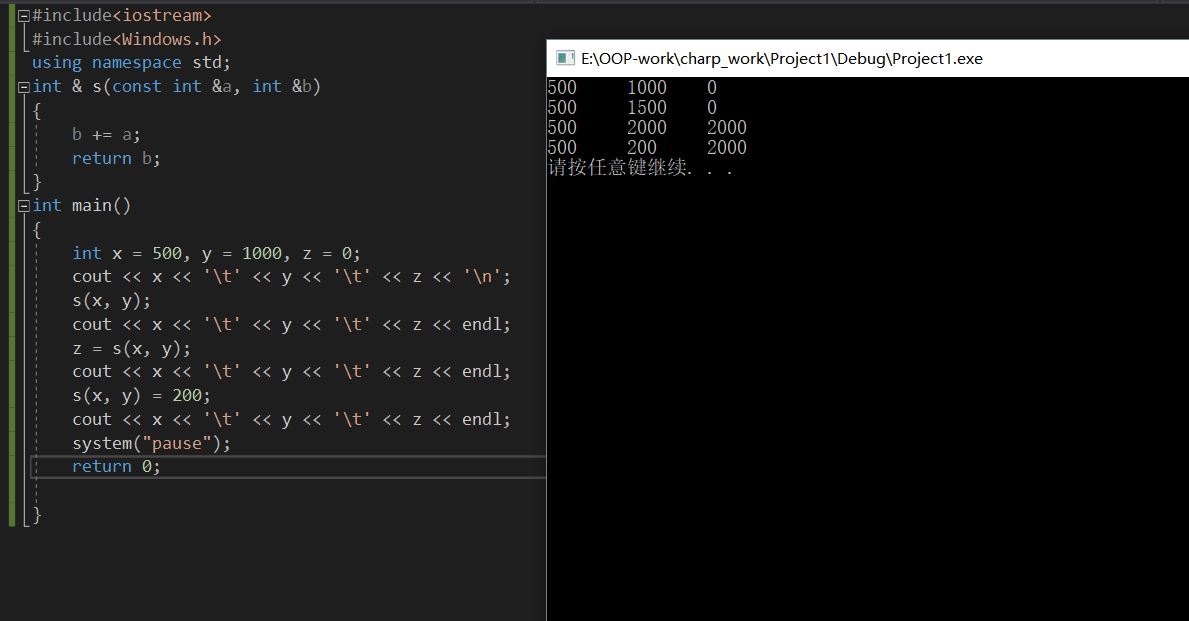 #include<iostream>
#include<Windows.h>
using namespace std;
int & s(const int &a, int &b)
{
    b += a;
    return b;
}
int main()
{
    int x = 500, y = 1000, z = 0;
    cout << x << '\t' << y << '\t' << z << '\n';
    s(x, y);
    cout << x << '\t' << y << '\t' << z << endl;
    z = s(x, y);
    cout << x << '\t' << y << '\t' << z << endl;
    s(x, y) = 200;
    cout << x << '\t' << y << '\t' << z << endl;
    system("pause");
    return 0;
}
E:\OOP-work\charp_work\Project1\Debug\Project1.exe
500 1000 0
500 1500 0
500 2000 2000
500 200 2000
请按任意键继续. . .